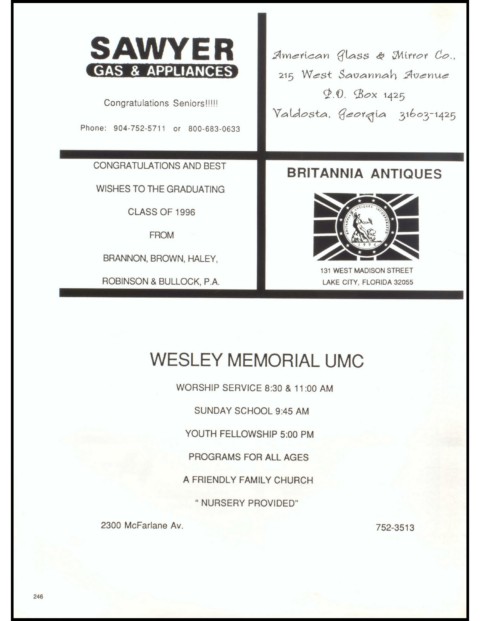 SAWYER
GAS & APPLIANCES
Congratulations Seniors!!!!!
Phone: 904-752-5711 or 800-683-0633
American Glass & Mirror Co.,
215 West Savannah Avenue
P.O. Box 1425
Valdosta, Georgia 31603-1425
CONGRATULATIONS AND BEST
WISHES TO THE GRADUATING
CLASS OF 1996
FROM
BRANNON, BROWN, HALEY,
ROBINSON & BULLOCK, P.A.
BRITANNIA ANTIQUES
131 WEST MADISON STREET
LAKE CITY, FLORIDA 32055
WESLEY MEMORIAL UMC
WORSHIP SERVICE 8:30 & 11:00 AM
SUNDAY SCHOOL 9:45 AM
YOUTH FELLOWSHIP 5:00 PM
PROGRAMS FOR ALL AGES
A FRIENDLY FAMILY CHURCH
" NURSERY PROVIDED"
2300 McFarlane Av. 752-3513
248